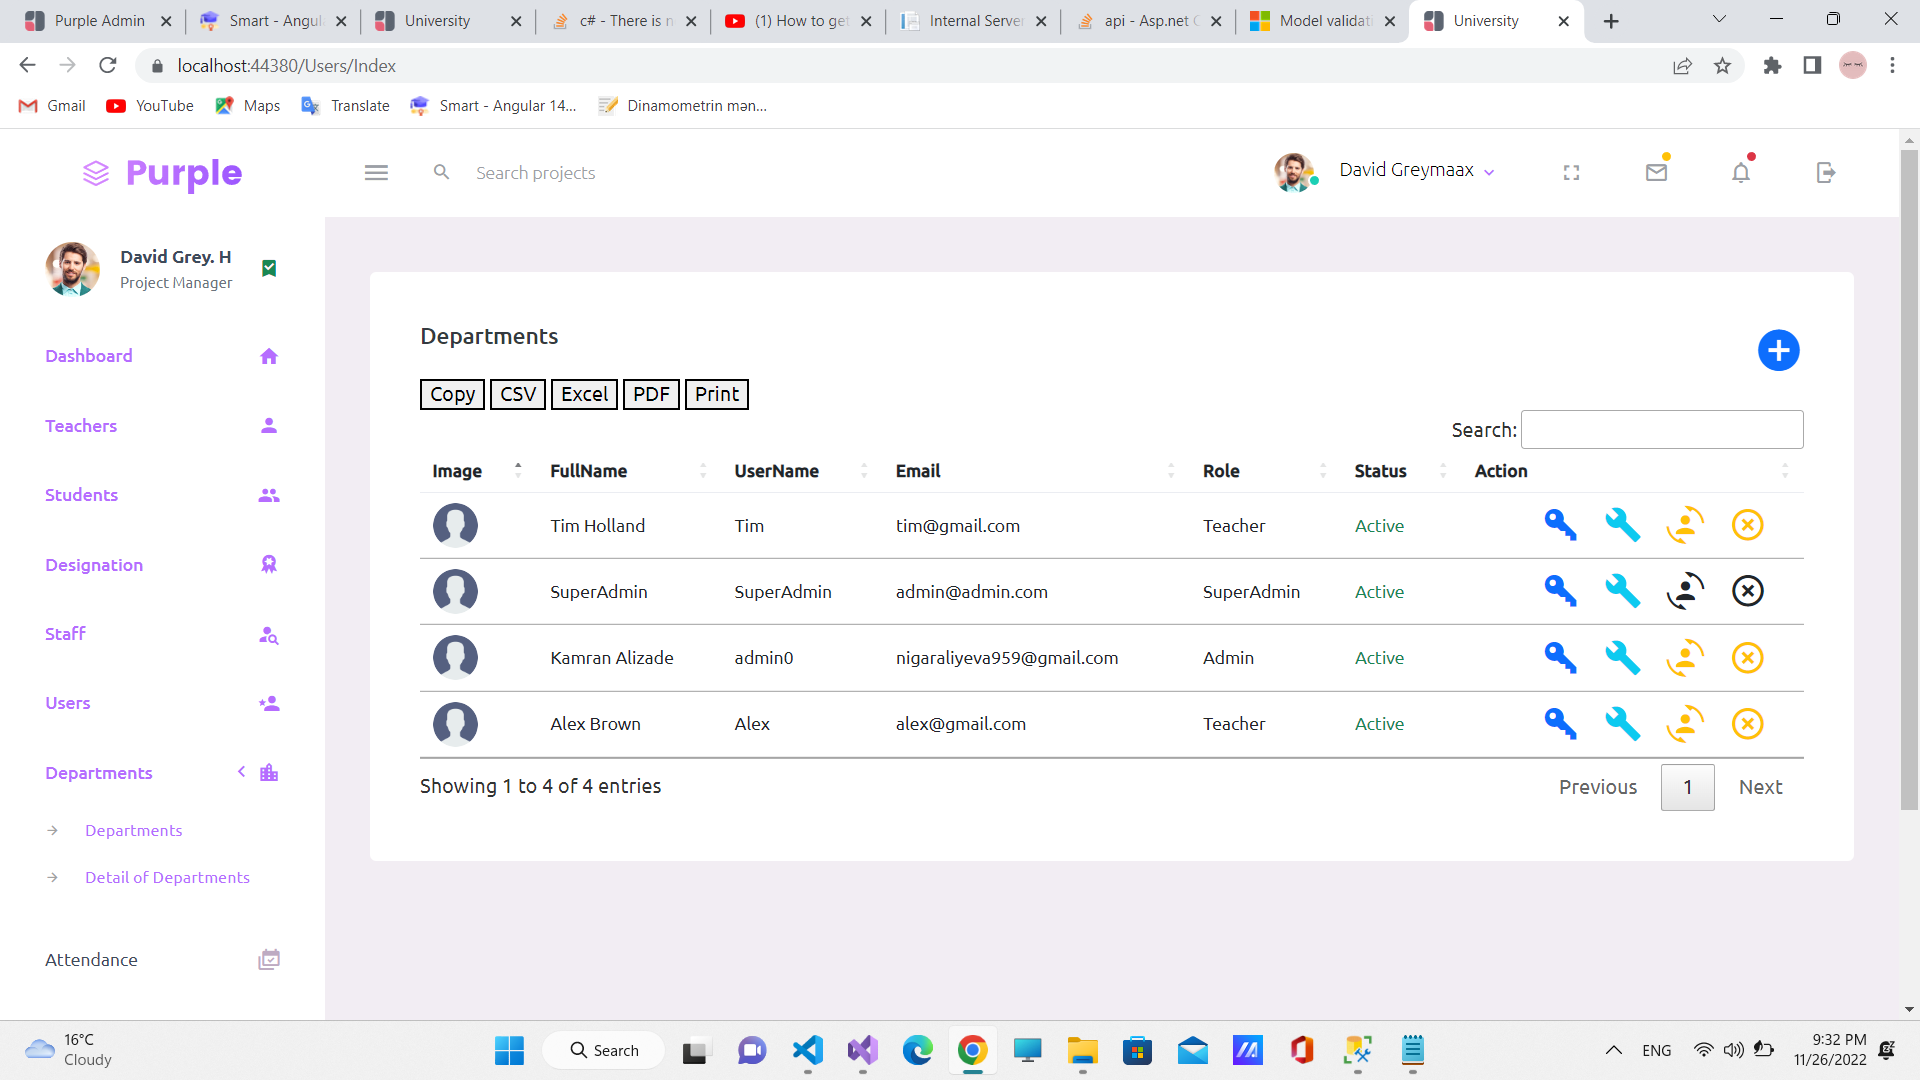 Purple Admin
Smart - Angul
University
c# - There is n
(1) How to get
Internal Server
api - Asp.net C
Model validati
University
localhost:44380/Users/Index
Gmail
YouTube
Maps
Translate
Smart - Angular 14...
Dinamometrin mən...
Purple
Search projects
David Greymaax
David Grey. H
Project Manager
Dashboard
Teachers
Students
Designation
Staff
Users
Departments
Departments
Detail of Departments
Attendance
Departments
Copy CSV Excel PDF Print
Search:
Image FullName UserName Email Role Status Action
Tim Holland Tim tim@gmail.com Teacher Active
SuperAdmin SuperAdmin admin@admin.com SuperAdmin Active
Kamran Alizade admin0 nigaraliyeva959@gmail.com Admin Active
Alex Brown Alex alex@gmail.com Teacher Active
Showing 1 to 4 of 4 entries
Previous 1 Next
16°C
Cloudy
Search
ENG
9:32 PM
11/26/2022